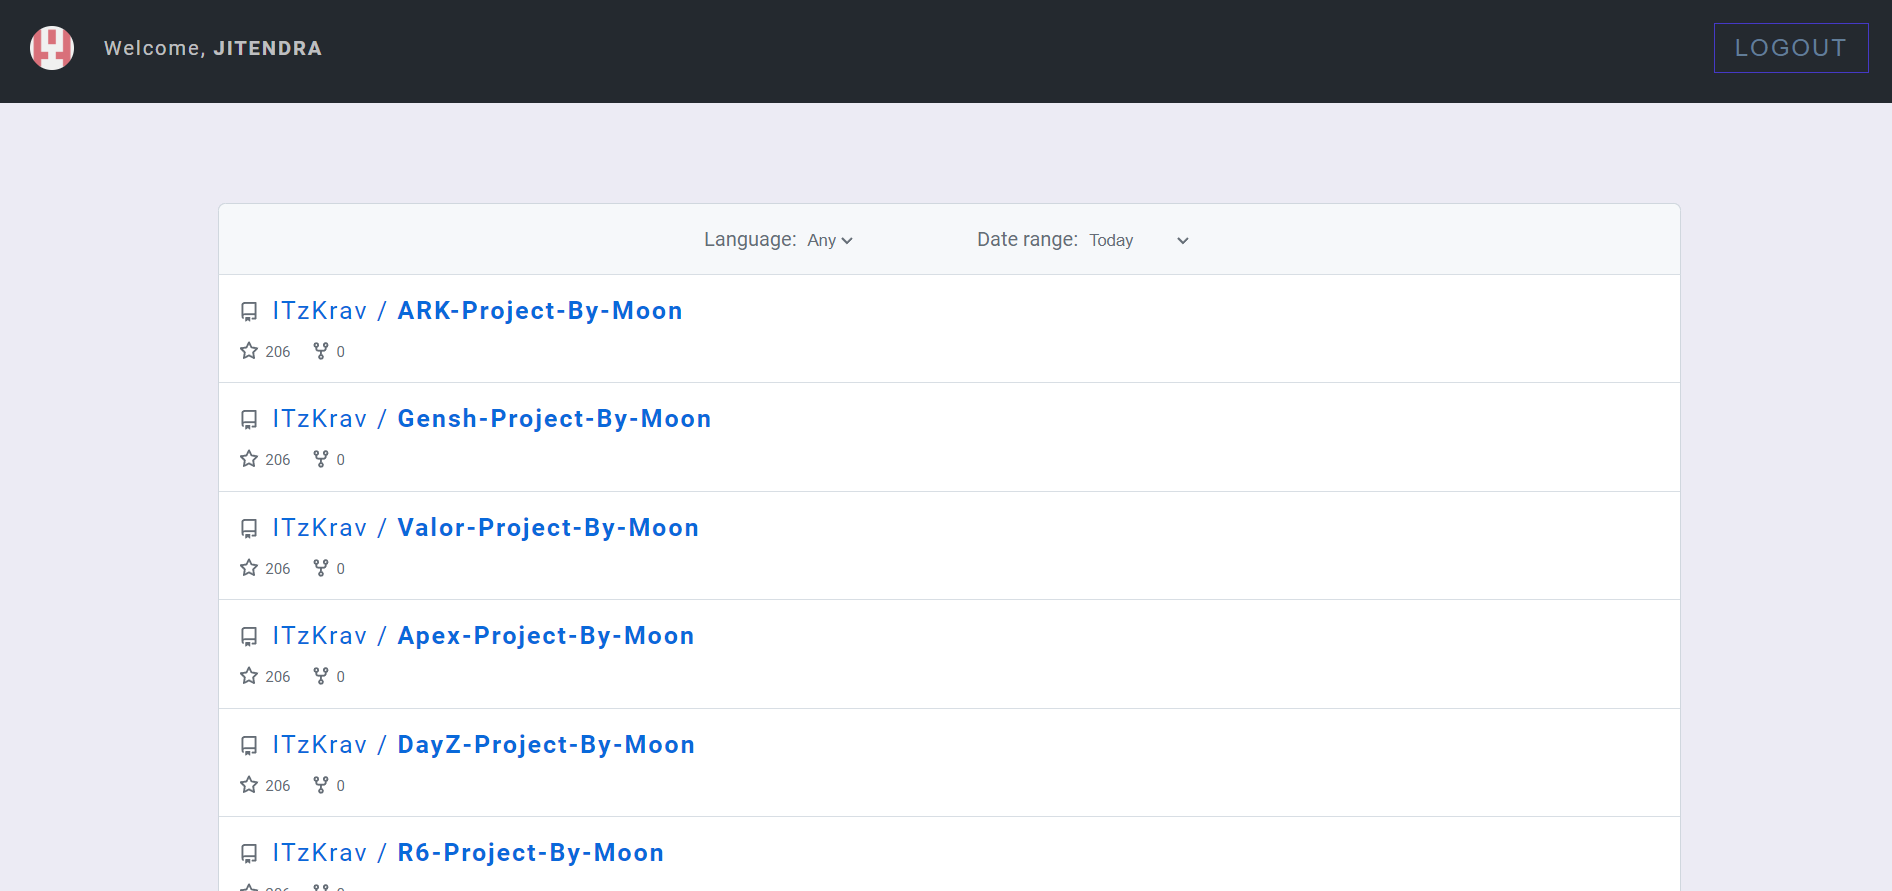 Welcome, JITENDRA
LOGOUT
Language: Any
Date range: Today
ITzKrav / ARK-Project-By-Moon
206 0
ITzKrav / Gensh-Project-By-Moon
206 0
ITzKrav / Valor-Project-By-Moon
206 0
ITzKrav / Apex-Project-By-Moon
206 0
ITzKrav / DayZ-Project-By-Moon
206 0
ITzKrav / R6-Project-By-Moon